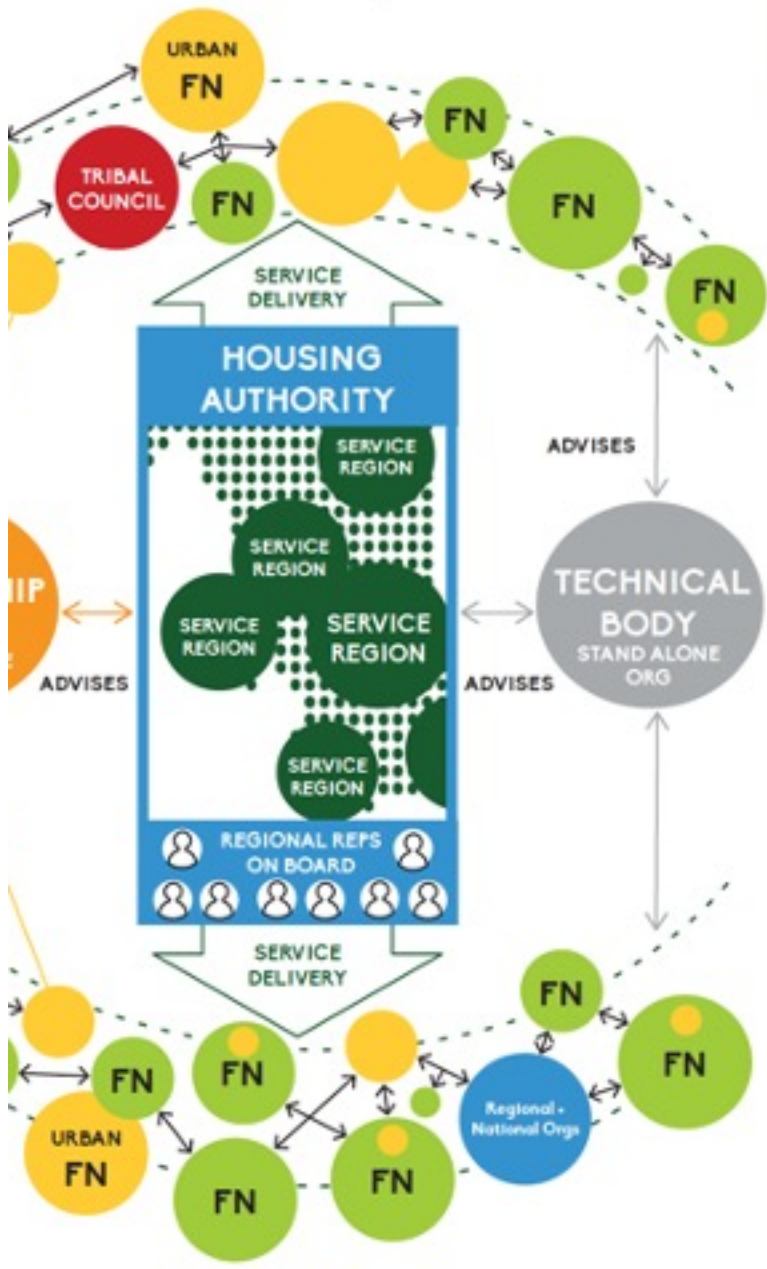 URBAN
FN
FN
TRIBAL
COUNCIL
FN
FN
FN
SERVICE
DELIVERY
HOUSING
AUTHORITY
ADVISES
SERVICE
REGION
SERVICE
REGION
SERVICE
REGION
SERVICE
REGION
TECHNICAL
BODY
STAND ALONE
ORG
ADVISES
ADVISES
SERVICE
REGION
REGIONAL REPS
ON BOARD
SERVICE
DELIVERY
FN
FN
FN
FN
Regional +
National Orgs
URBAN
FN
FN
FN